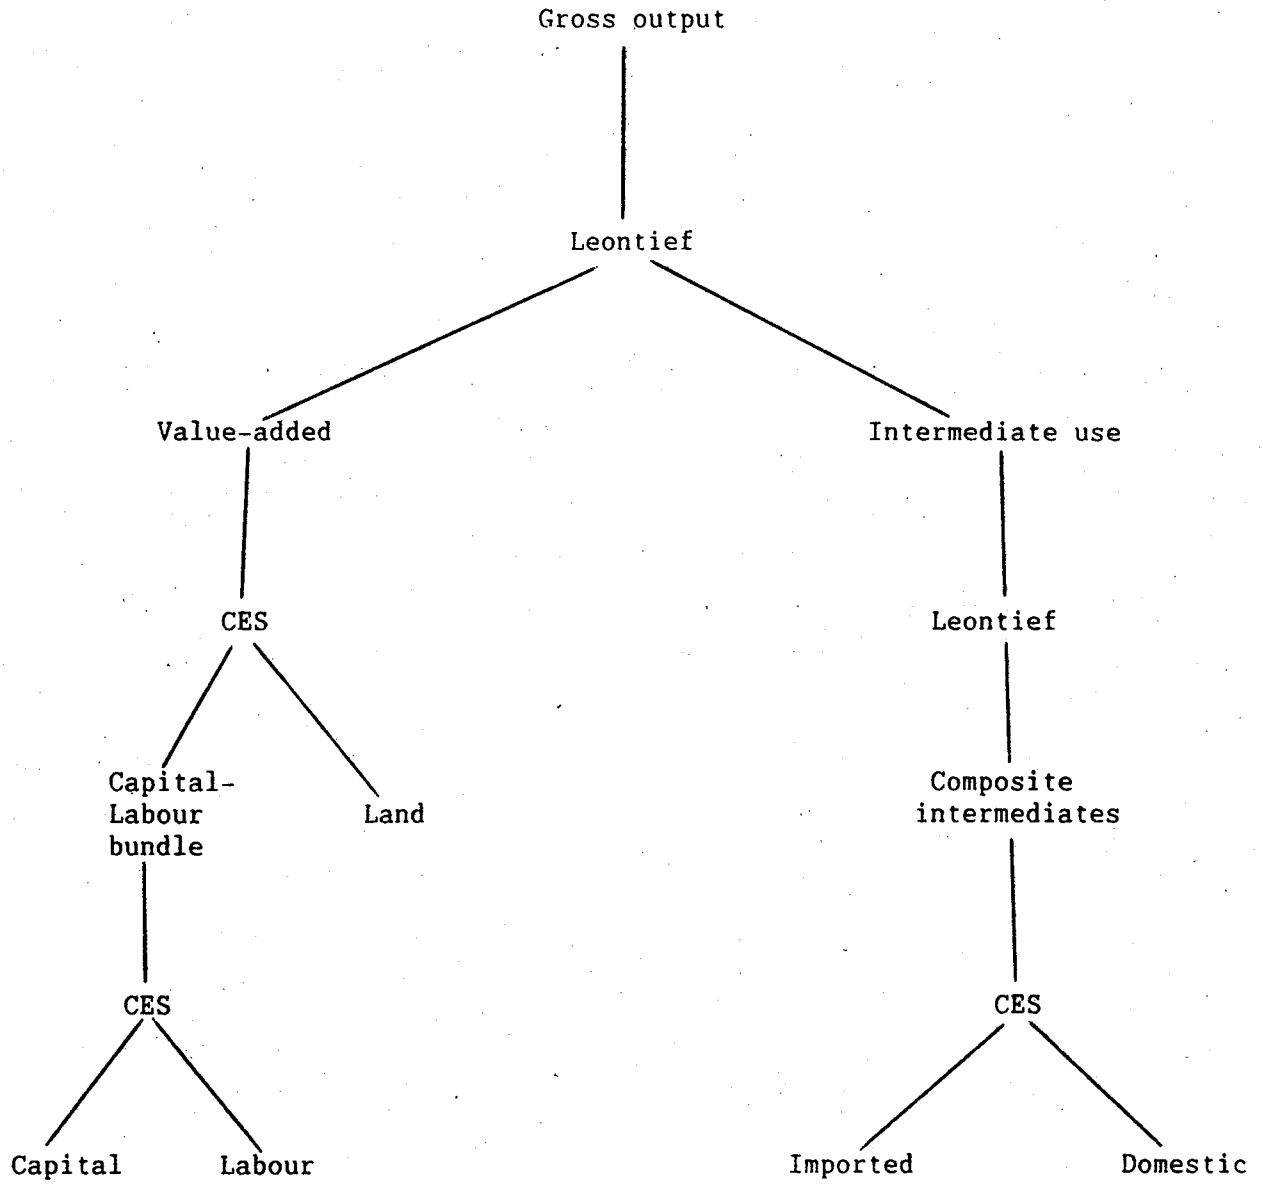 Gross output
Leontief
Value-added
Intermediate use
CES
Leontief
Capital-
Labour
bundle
Land
Composite
intermediates
CES
CES
Capital
Labour
Imported
Domestic